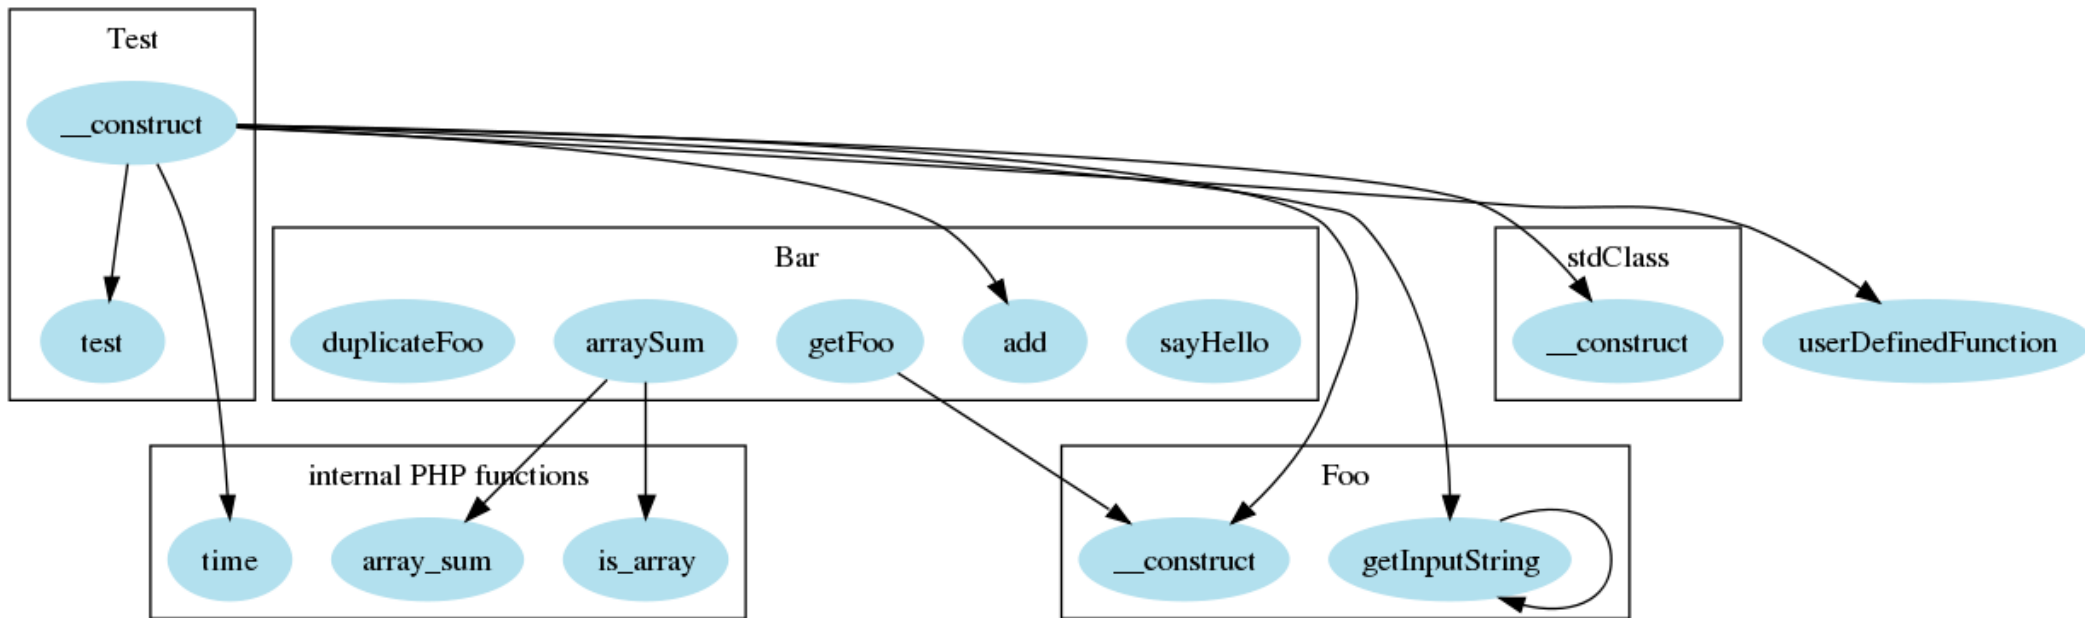 Test
__construct
test
Bar
duplicateFoo
arraySum
getFoo
add
sayHello
stdClass
__construct
userDefinedFunction
internal PHP functions
time
array_sum
is_array
Foo
__construct
getInputString